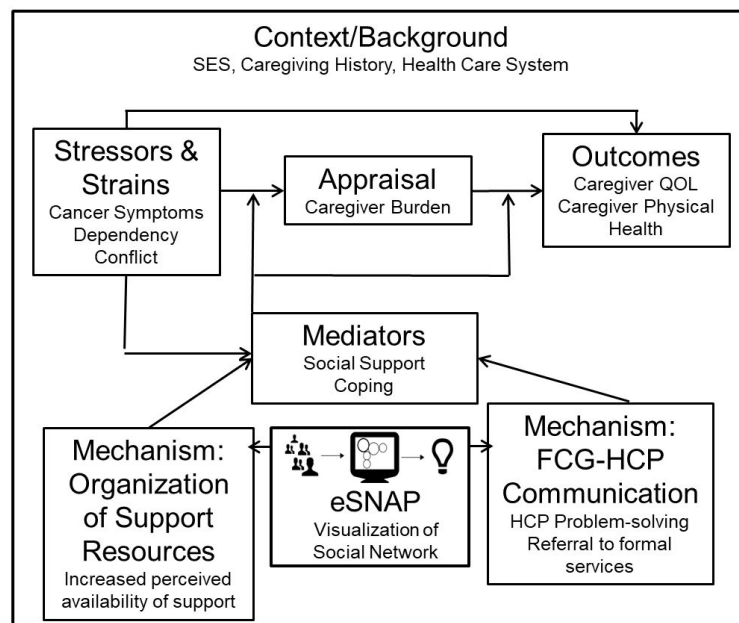 Context/Background
SES, Caregiving History, Health Care System
Stressors &
Strains
Cancer Symptoms
Dependency
Conflict
Appraisal
Caregiver Burden
Outcomes
Caregiver QOL
Caregiver Physical
Health
Mediators
Social Support
Coping
Mechanism:
Organization
of Support
Resources
Increased perceived
availability of support
eSNAP
Visualization of
Social Network
Mechanism:
FCG-HCP
Communication
HCP Problem-solving
Referral to formal
services